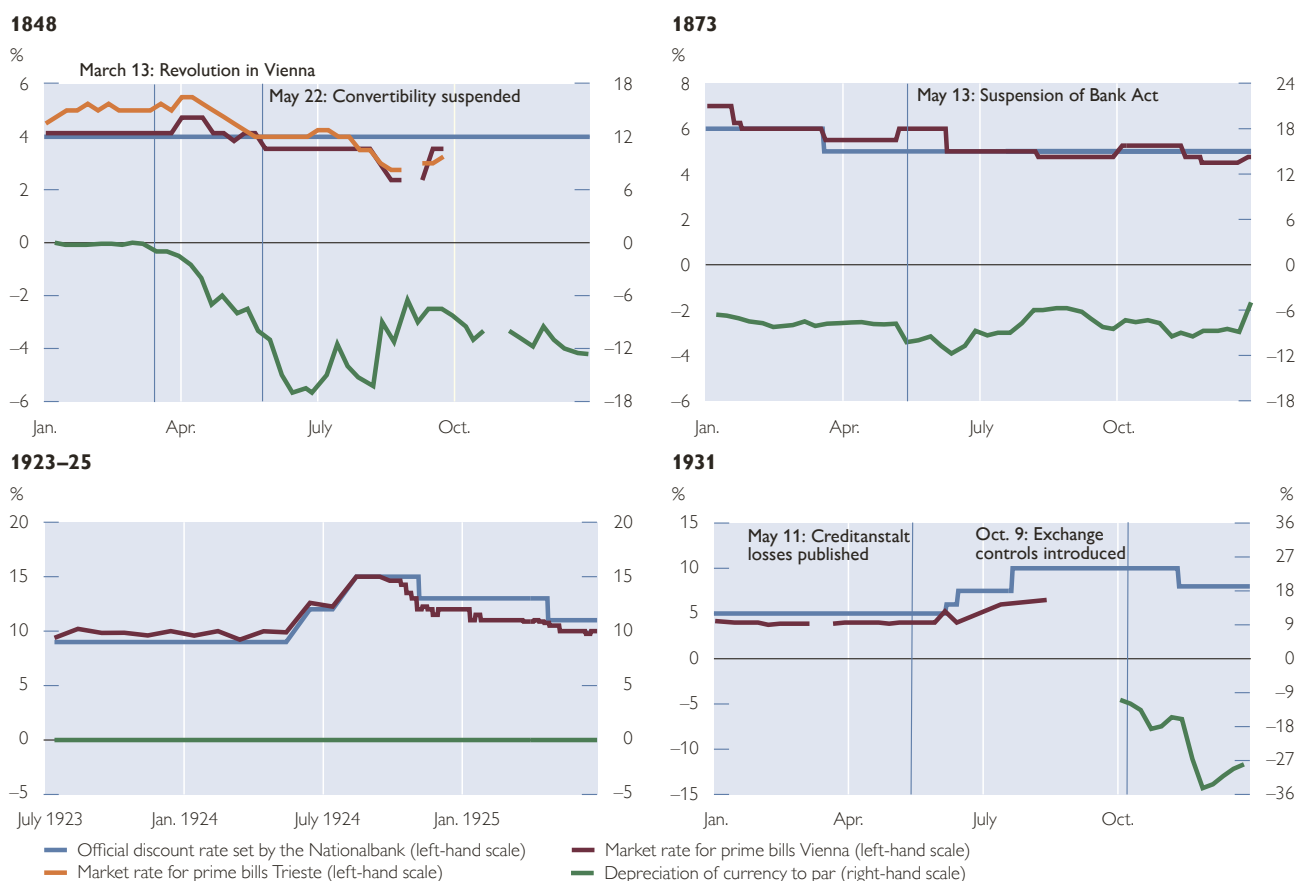 1848
%
March 13: Revolution in Vienna
May 22: Convertibility suspended
6 18
4 12
2 6
0 0
–2 –6
–4 –12
–6 –18
Jan. Apr. July Oct.
1873
%
May 13: Suspension of Bank Act
8 24
6 18
4 12
2 6
0 0
–2 –6
–4 –12
–6 –18
Jan. Apr. July Oct.
1923–25
%
20 20
15 15
10 10
5 5
0 0
–5 –5
July 1923 Jan. 1924 July 1924 Jan. 1925
1931
% %
May 11: Creditanstalt
losses published
Oct. 9: Exchange
controls introduced
15 36
27
10 18
5 9
0 0
–9
–5 –18
–10 –27
–15 –36
Jan. Apr. July Oct.
Official discount rate set by the Nationalbank (left-hand scale)
Market rate for prime bills Vienna (left-hand scale)
Market rate for prime bills Trieste (left-hand scale)
Depreciation of currency to par (right-hand scale)